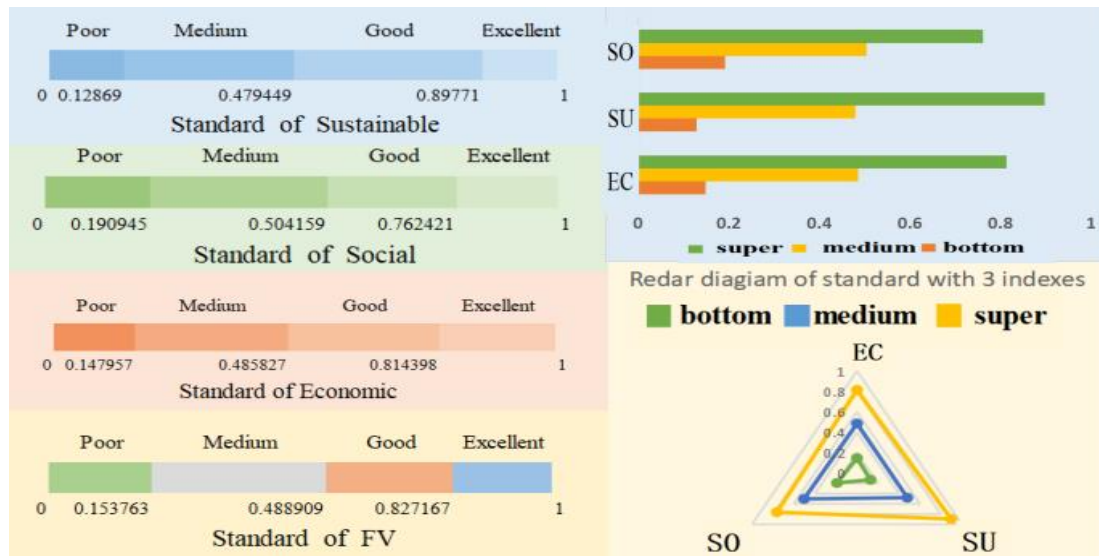 Poor Medium Good Excellent
0 0.12869 0.479449 0.89771 1
Standard of Sustainable
Poor Medium Good Excellent
0 0.190945 0.504159 0.762421 1
Standard of Social
Poor Medium Good Excellent
0 0.147957 0.485827 0.814398 1
Standard of Economic
Poor Medium Good Excellent
0 0.153763 0.488909 0.827167 1
Standard of FV
SO
SU
EC
0 0.2 0.4 0.6 0.8 1
super medium bottom
Redar diagiam of standard with 3 indexes
bottom medium super
EC
1
0.8
0.6
0.4
0.2
0
SO SU